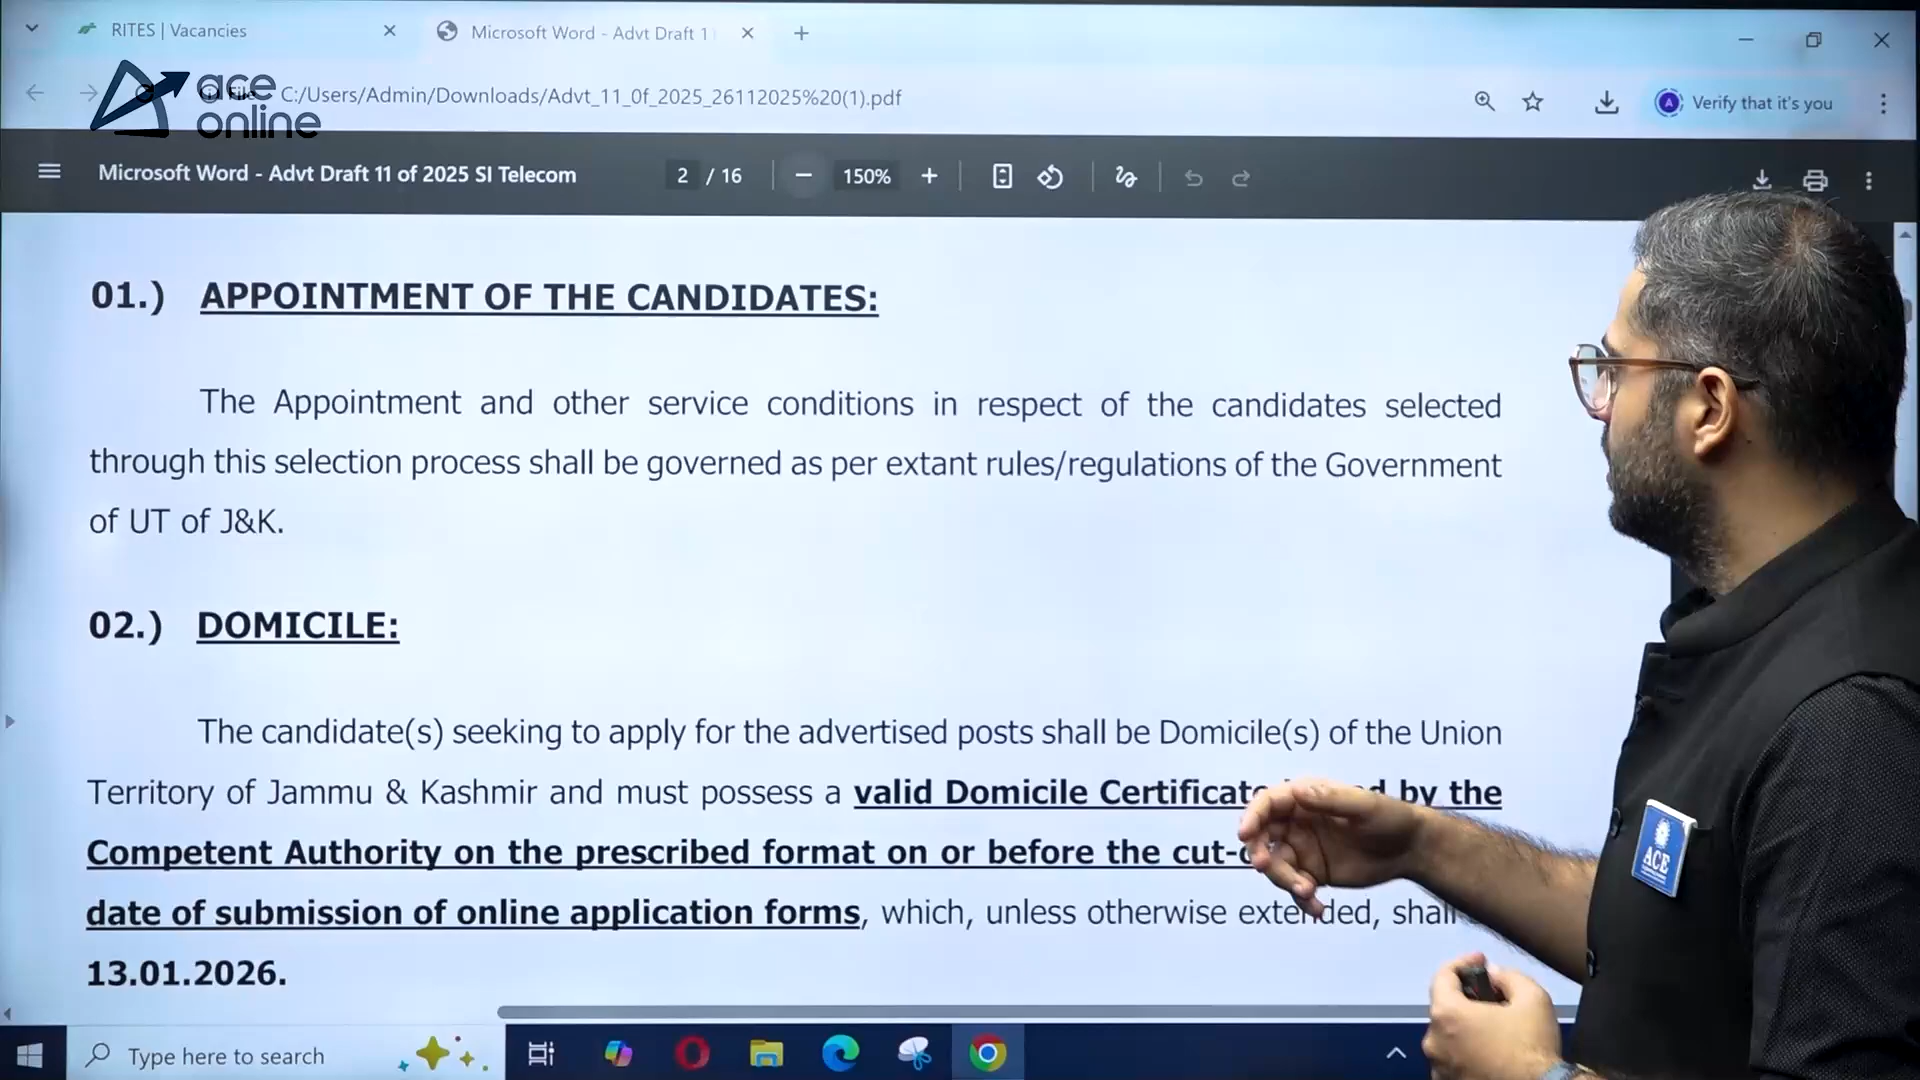 RITES | Vacancies
Microsoft Word - Advt Draft 1
ace
online
File
C:/Users/Admin/Downloads/Advt_11_0f_2025_26112025%20(1).pdf
A
Verify that it's you
Microsoft Word - Advt Draft 11 of 2025 SI Telecom
2 / 16
150%
01.) APPOINTMENT OF THE CANDIDATES:
The Appointment and other service conditions in respect of the candidates selected
through this selection process shall be governed as per extant rules/regulations of the Government
of UT of J&K.
02.) DOMICILE:
The candidate(s) seeking to apply for the advertised posts shall be Domicile(s) of the Union
Territory of Jammu & Kashmir and must possess a valid Domicile Certificate by the
Competent Authority on the prescribed format on or before the cut-
date of submission of online application forms, which, unless otherwise extended, shall
13.01.2026.
ACE
Type here to search